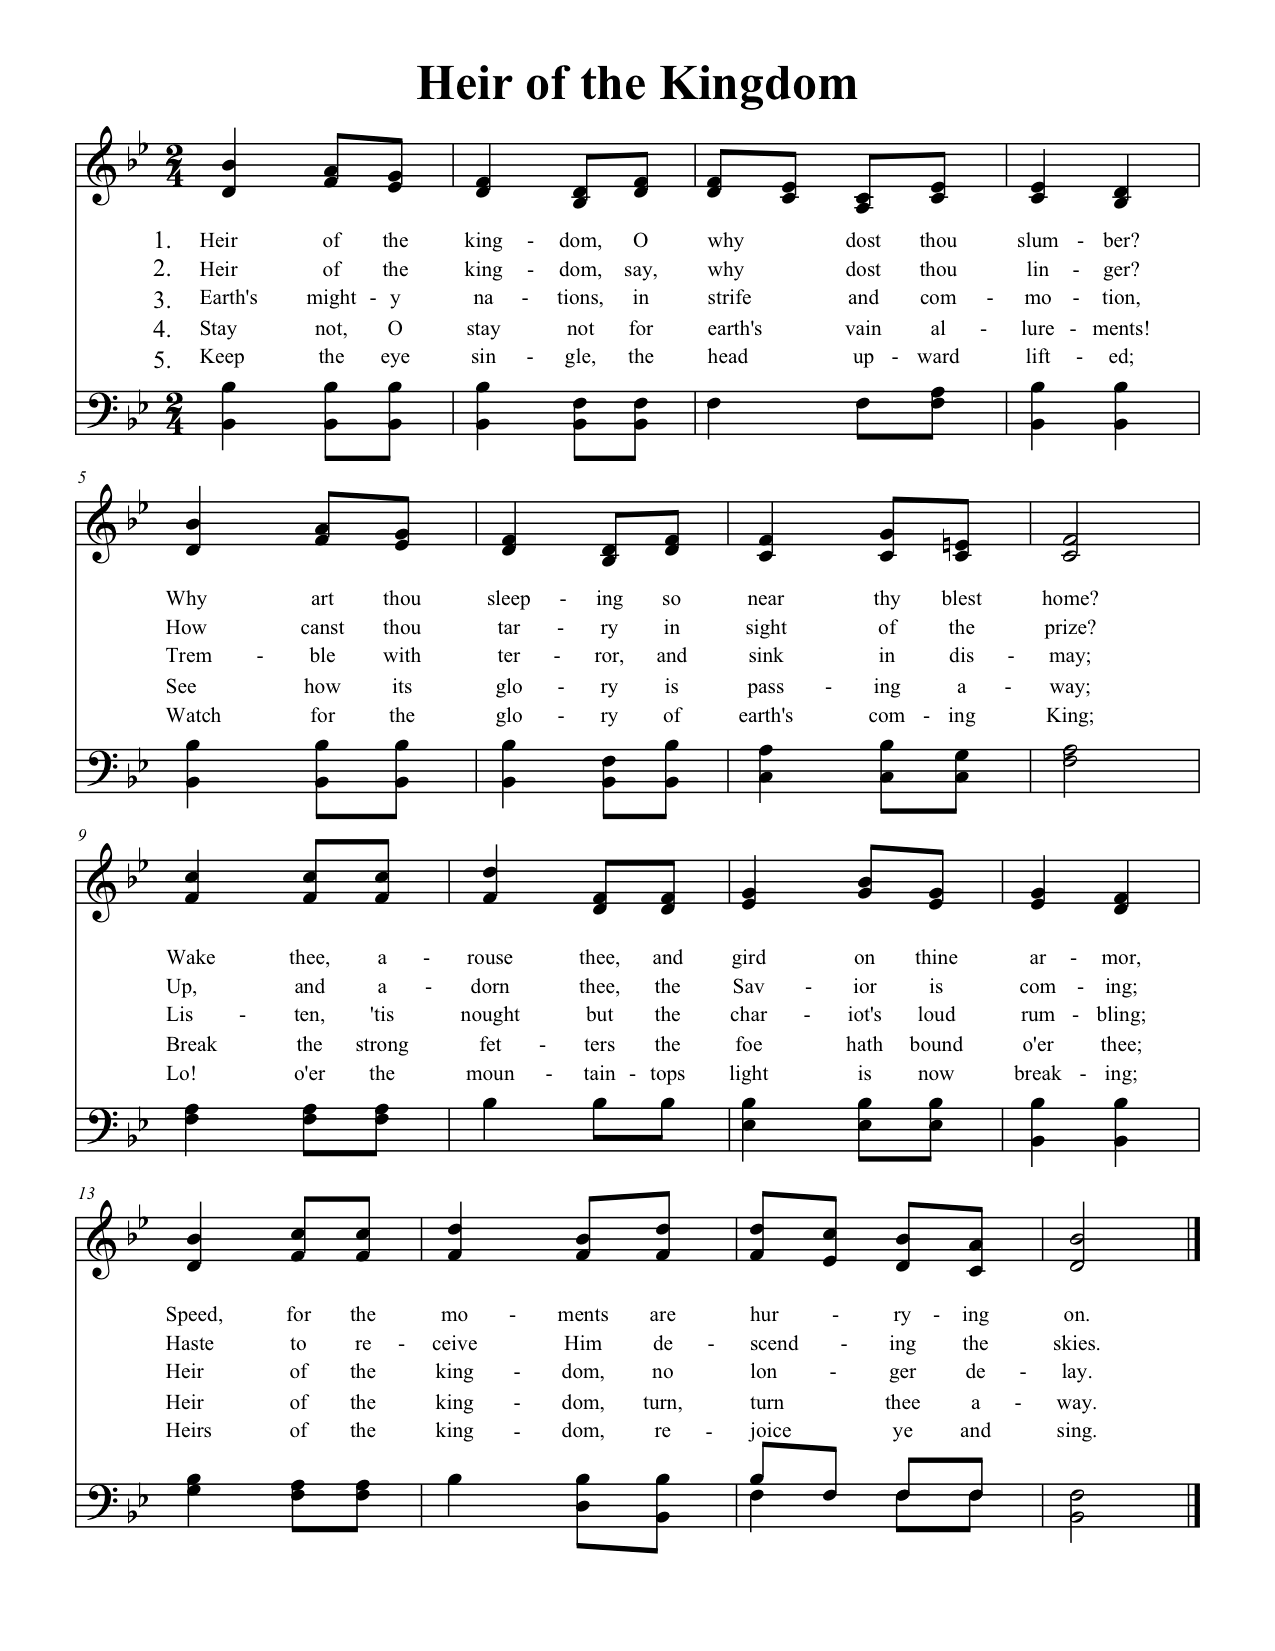 Heir of the Kingdom
1. Heir of the king - dom, O why dost thou slum - ber?
2. Heir of the king - dom, say, why dost thou lin - ger?
3. Earth's might - y na - tions, in strife and com - mo - tion,
4. Stay not, O stay not for earth's vain al - lure - ments!
5. Keep the eye sin - gle, the head up - ward lift - ed;
5
Why art thou sleep - ing so near thy blest home?
How canst thou tar - ry in sight of the prize?
Trem - ble with ter - ror, and sink in dis - may;
See how its glo - ry is pass - ing a - way;
Watch for the glo - ry of earth's com - ing King;
9
Wake thee, a - rouse thee, and gird on thine ar - mor,
Up, and a - dorn thee, the Sav - ior is com - ing;
Lis - ten, 'tis nought but the char - iot's loud rum - bling;
Break the strong fet - ters the foe hath bound o'er thee;
Lo! o'er the moun - tain - tops light is now break - ing;
13
Speed, for the mo - ments are hur - ry - ing on.
Haste to re - ceive Him de - scend - ing the skies.
Heir of the king - dom, no lon - ger de - lay.
Heir of the king - dom, turn, turn thee a - way.
Heirs of the king - dom, re - joice ye and sing.